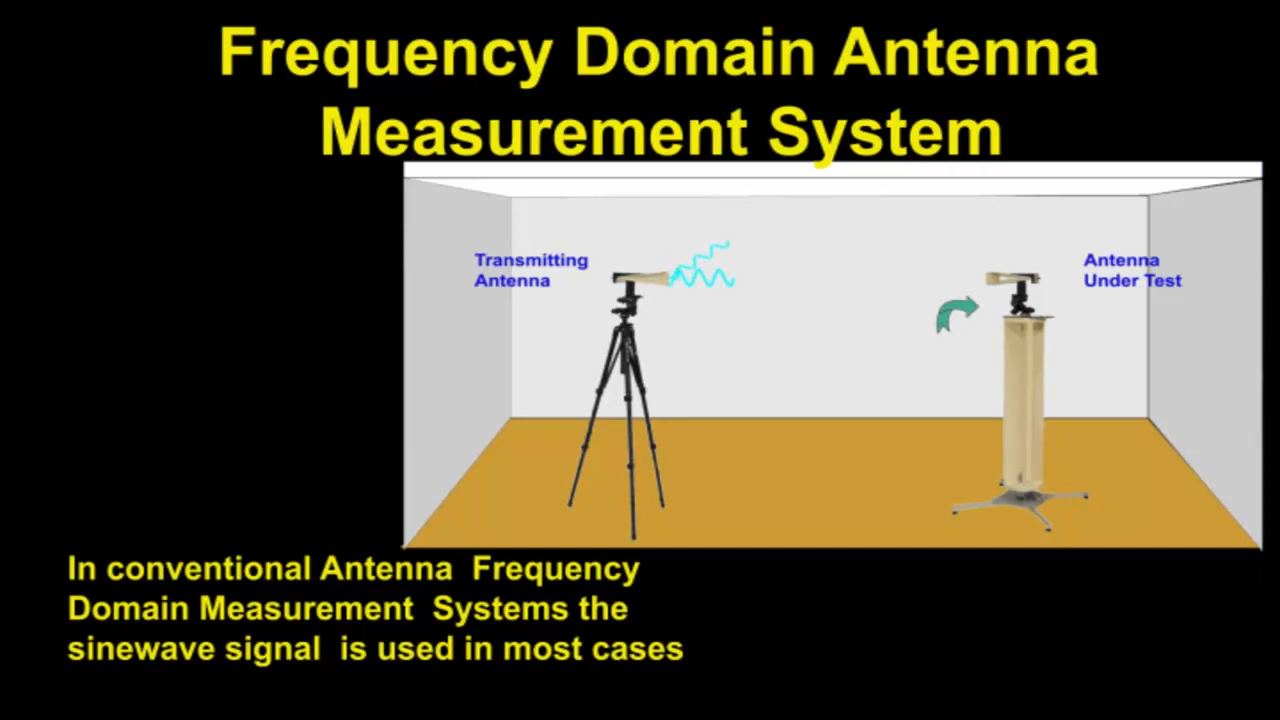 Frequency Domain Antenna
Measurement System
Transmitting
Antenna
Antenna
Under Test
In conventional Antenna  Frequency
Domain Measurement  Systems the
sinewave signal  is used in most cases